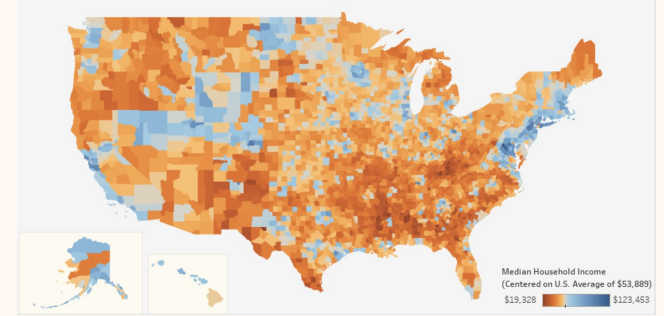 Median Household Income
(Centered on U.S. Average of $53,889)
$19,328 $123,453